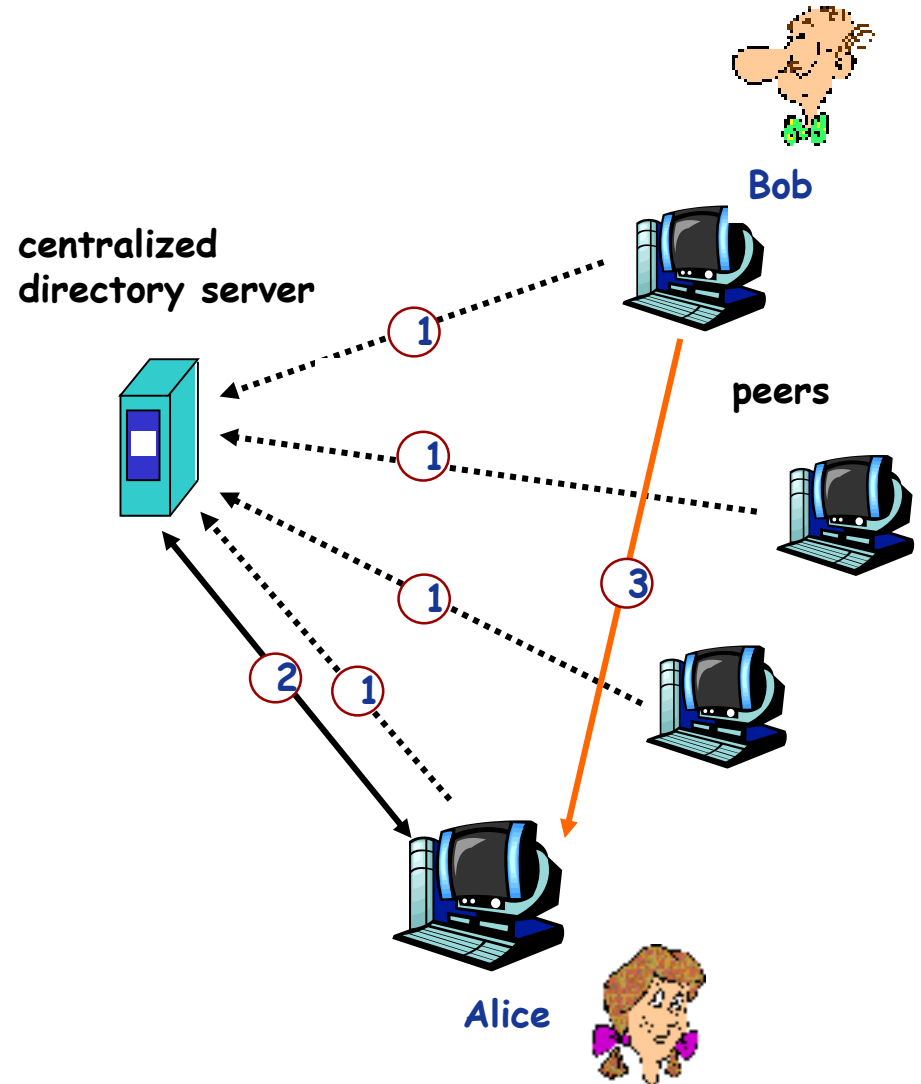 Bob
centralized
directory server
1
peers
1
3
1
2
1
Alice